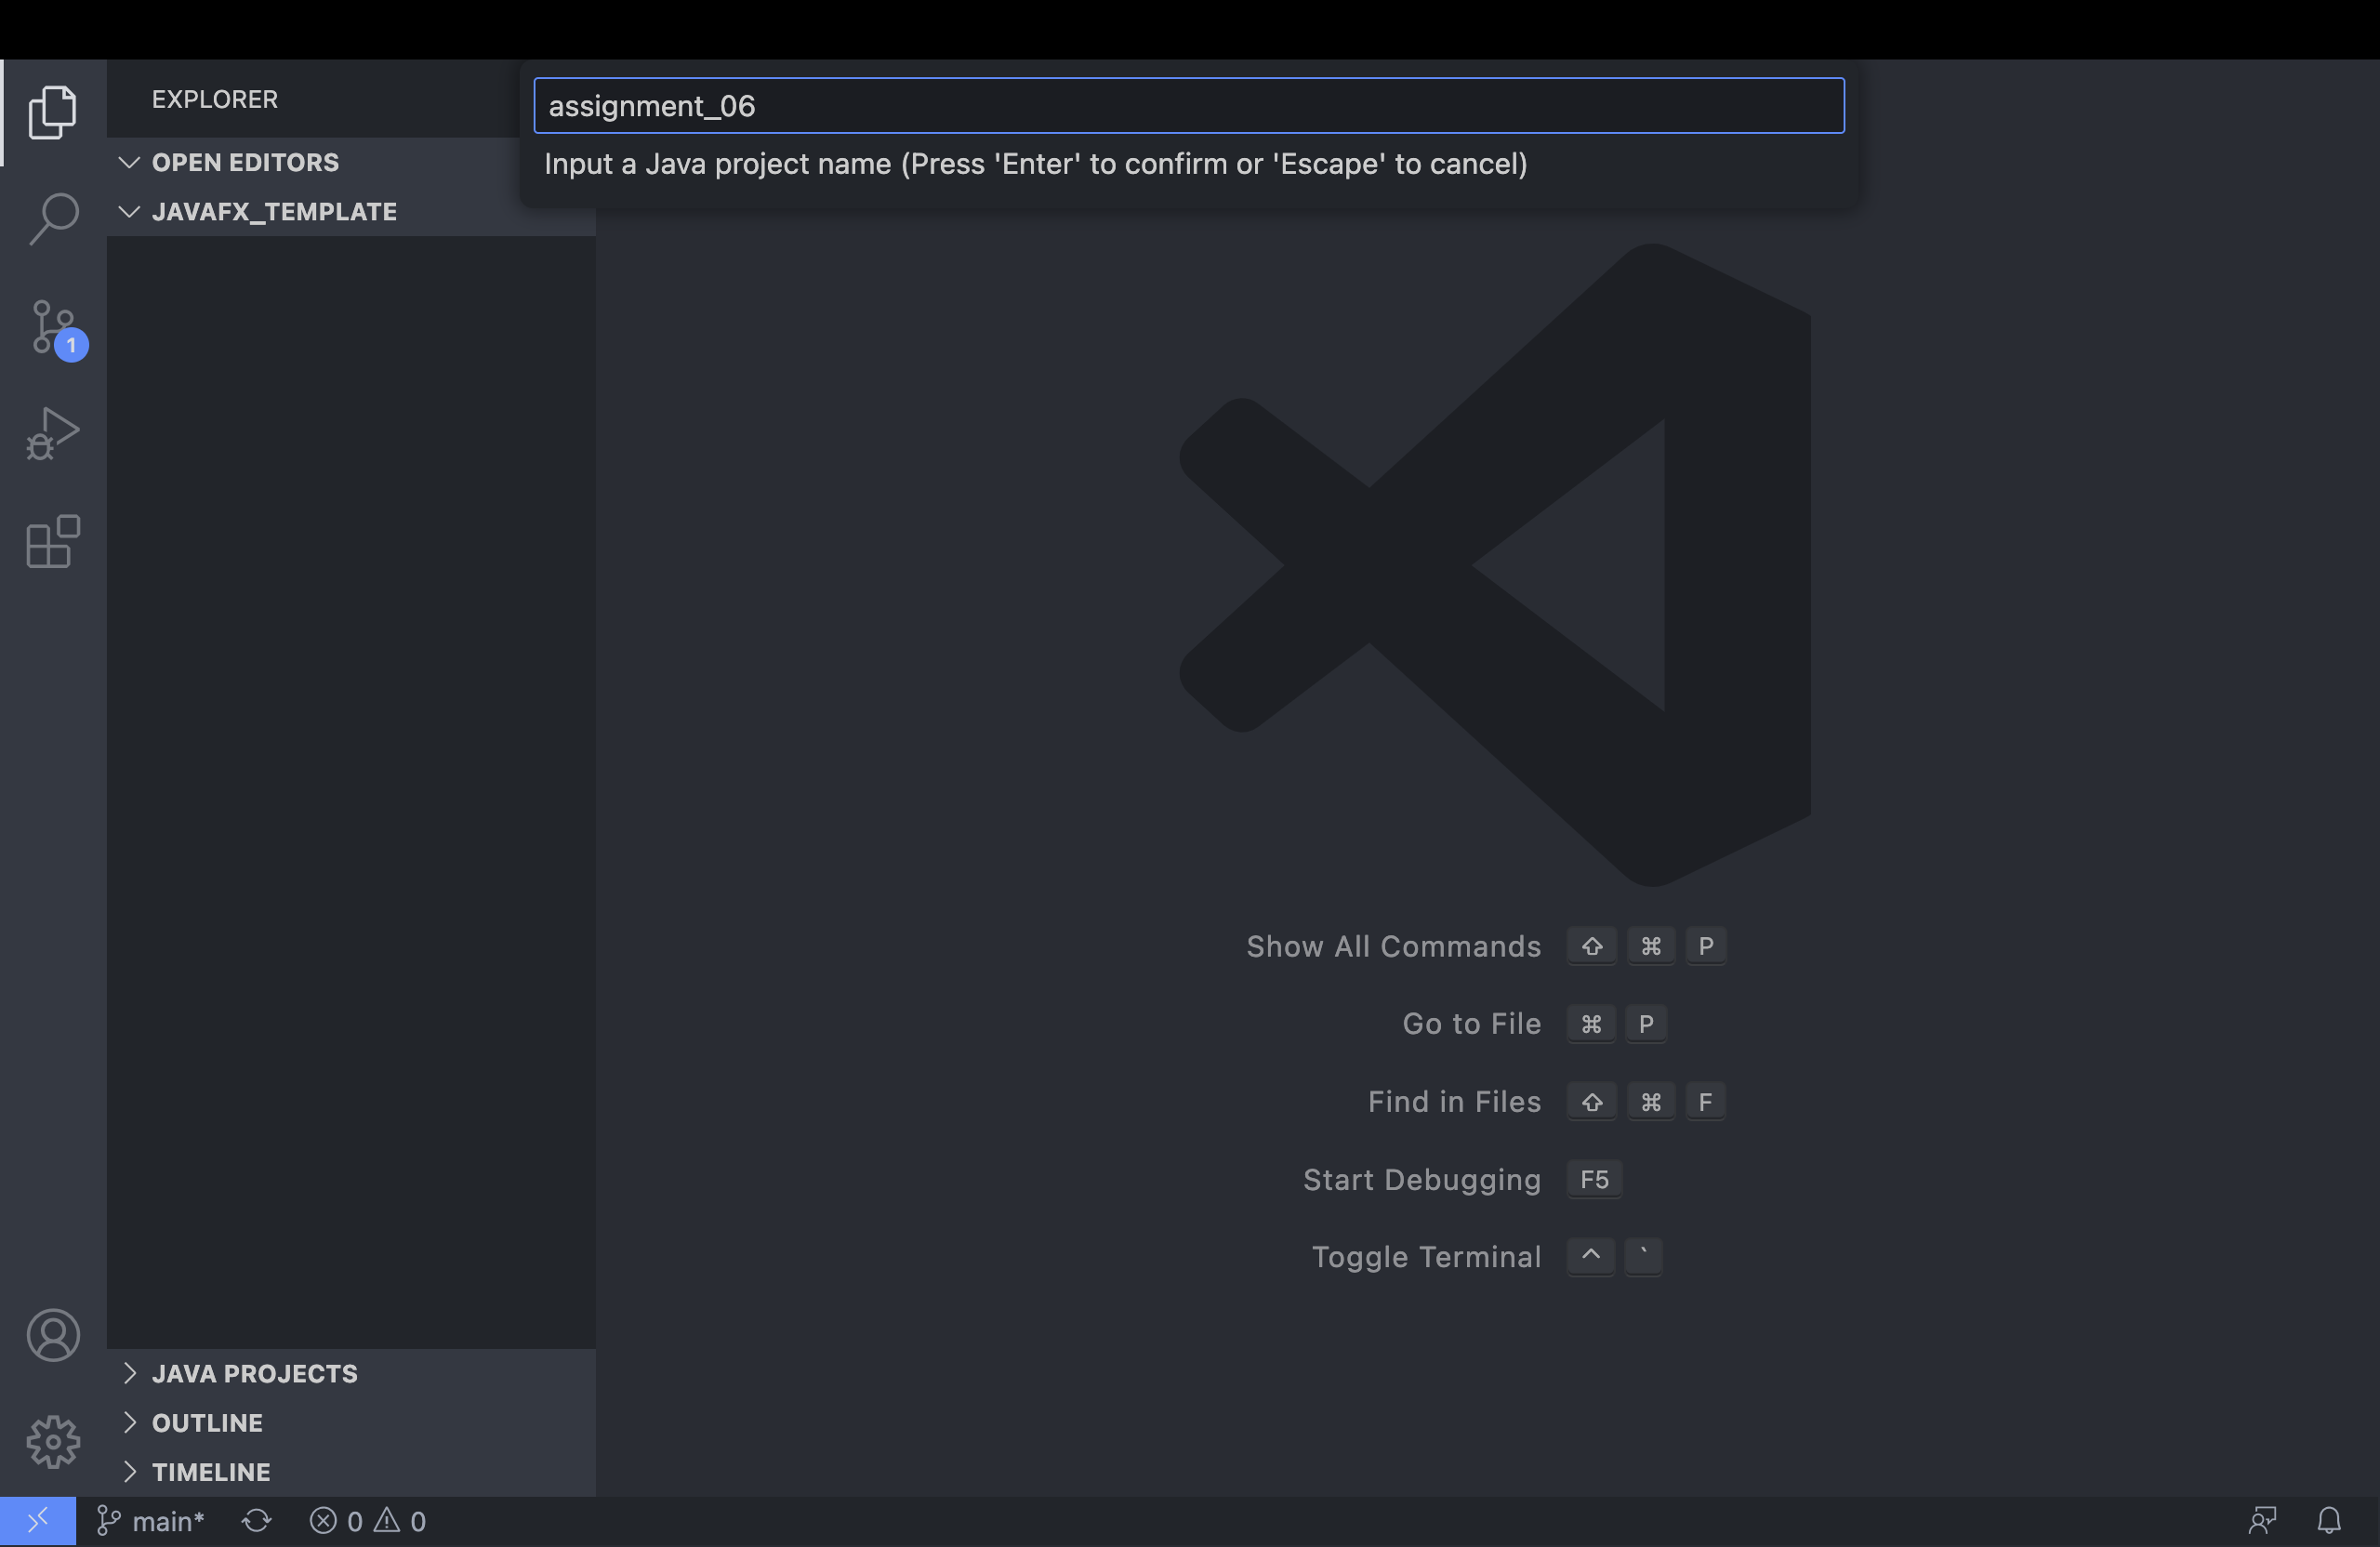 EXPLORER
assignment_06
Input a Java project name (Press 'Enter' to confirm or 'Escape' to cancel)
OPEN EDITORS
JAVAFX_TEMPLATE
1
Show All Commands ⇧ ⌘ P
Go to File ⌘ P
Find in Files ⇧ ⌘ F
Start Debugging F5
Toggle Terminal ^ `
JAVA PROJECTS
OUTLINE
TIMELINE
main* 0 0